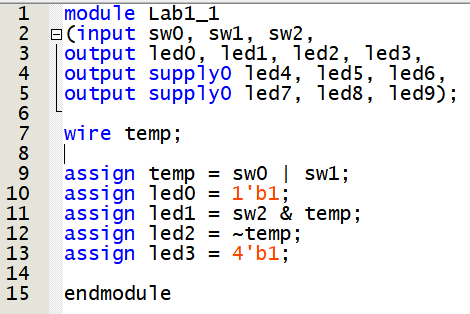 1 module Lab1_1
2 (input sw0, sw1, sw2,
3 output led0, led1, led2, led3,
4 output supply0 led4, led5, led6,
5 output supply0 led7, led8, led9);
6
7 wire temp;
8
9 assign temp = sw0 | sw1;
10 assign led0 = 1'b1;
11 assign led1 = sw2 & temp;
12 assign led2 = ~temp;
13 assign led3 = 4'b1;
14
15 endmodule